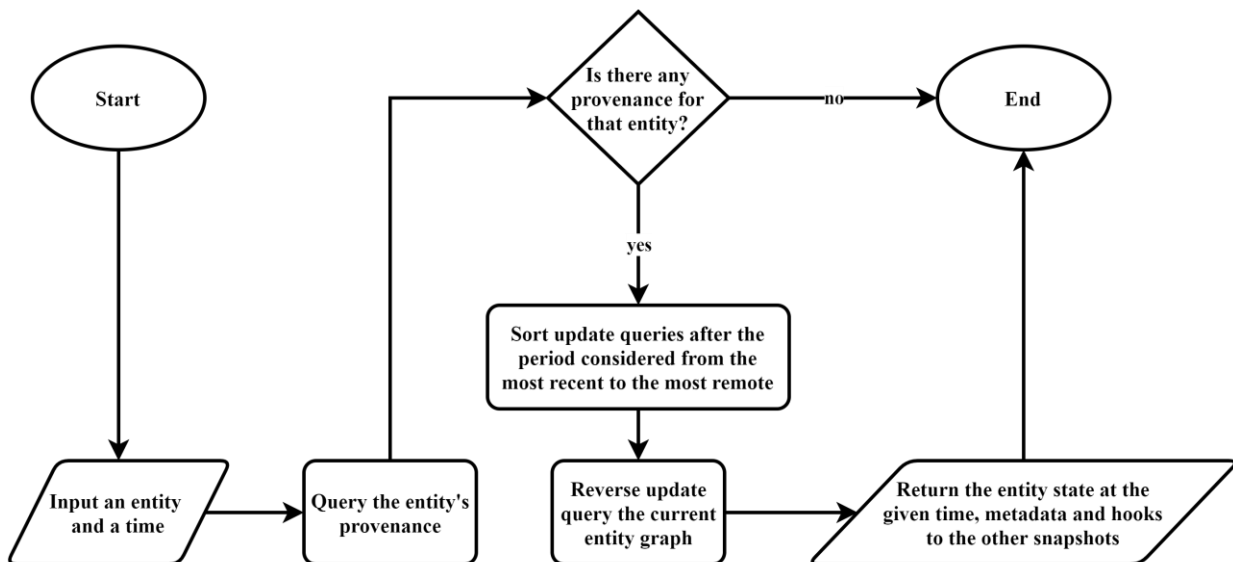 Start
Input an entity
and a time
Query the entity's
provenance
Is there any
provenance for
that entity?
no
End
yes
Sort update queries after the
period considered from the
most recent to the most remote
Reverse update
query the current
entity graph
Return the entity state at the
given time, metadata and hooks
to the other snapshots